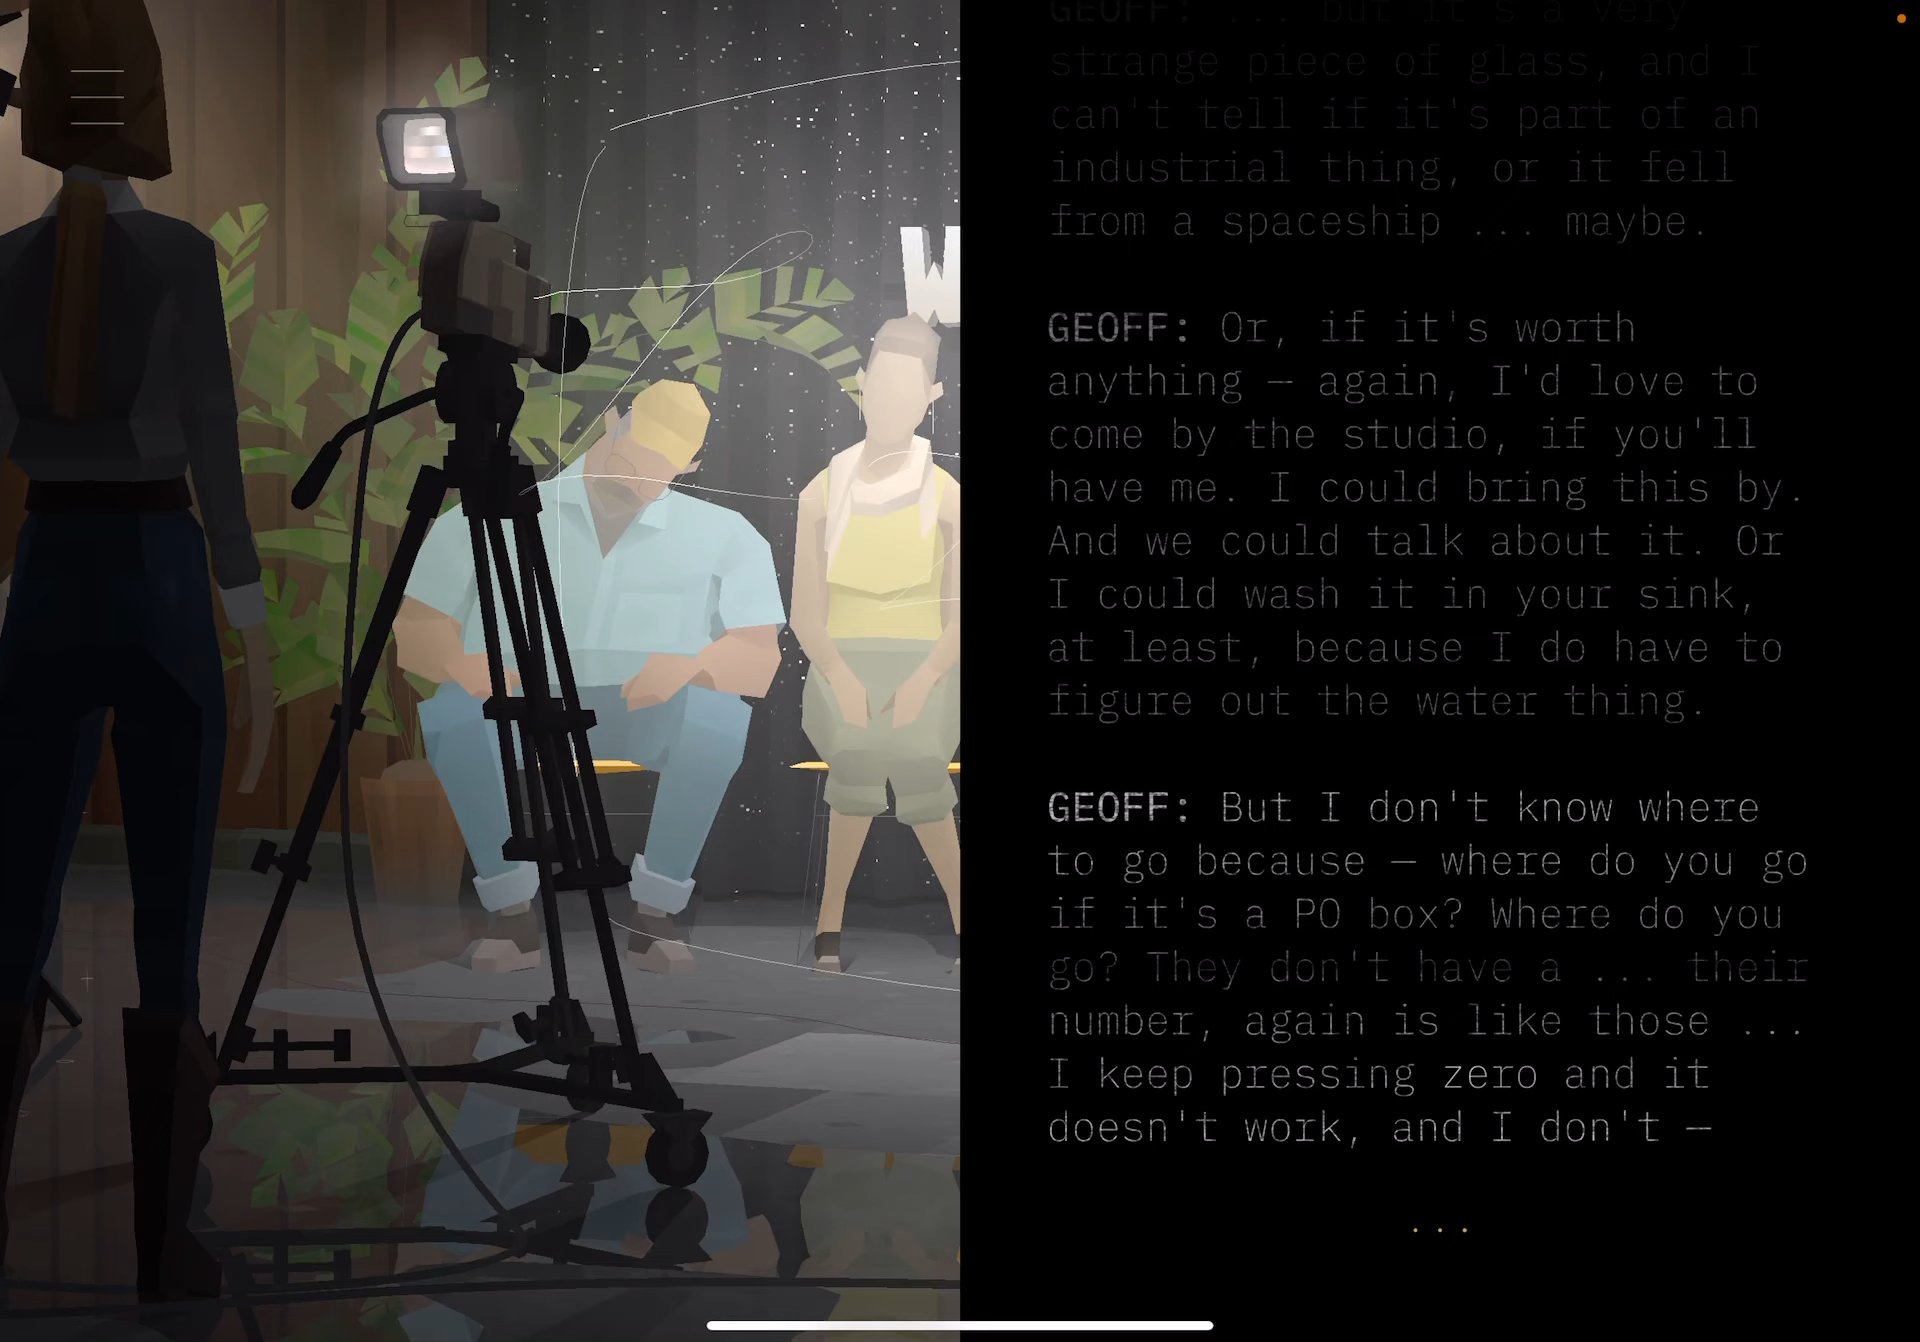 GEOFF: ... but it's a very
strange piece of glass, and I
can't tell if it's part of an
industrial thing, or it fell
from a spaceship ... maybe.
GEOFF: Or, if it's worth
anything — again, I'd love to
come by the studio, if you'll
have me. I could bring this by.
And we could talk about it. Or
I could wash it in your sink,
at least, because I do have to
figure out the water thing.
GEOFF: But I don't know where
to go because — where do you go
if it's a PO box? Where do you
go? They don't have a ... their
number, again is like those ...
I keep pressing zero and it
doesn't work, and I don't —
...
W